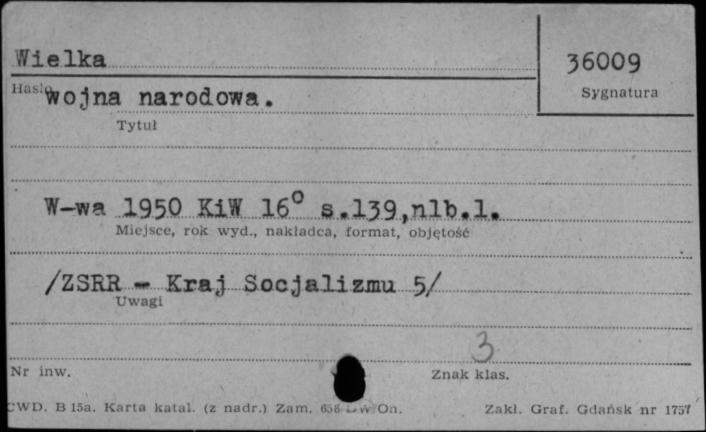 Wielka
36009
Hasło
Sygnatura
wojna narodowa.
Tytuł
W-wa 1950 KiW 16° s.139,nlb.1.
Miejsce, rok wyd., nakładca, format, objętość
/ZSRR - Kraj Socjalizmu 5/
Uwagi
3
Nr inw.
Znak klas.
CWD. B 15a. Karta katal. (z nadr.) Zam. Zakł. Graf. Gdańsk nr 1757